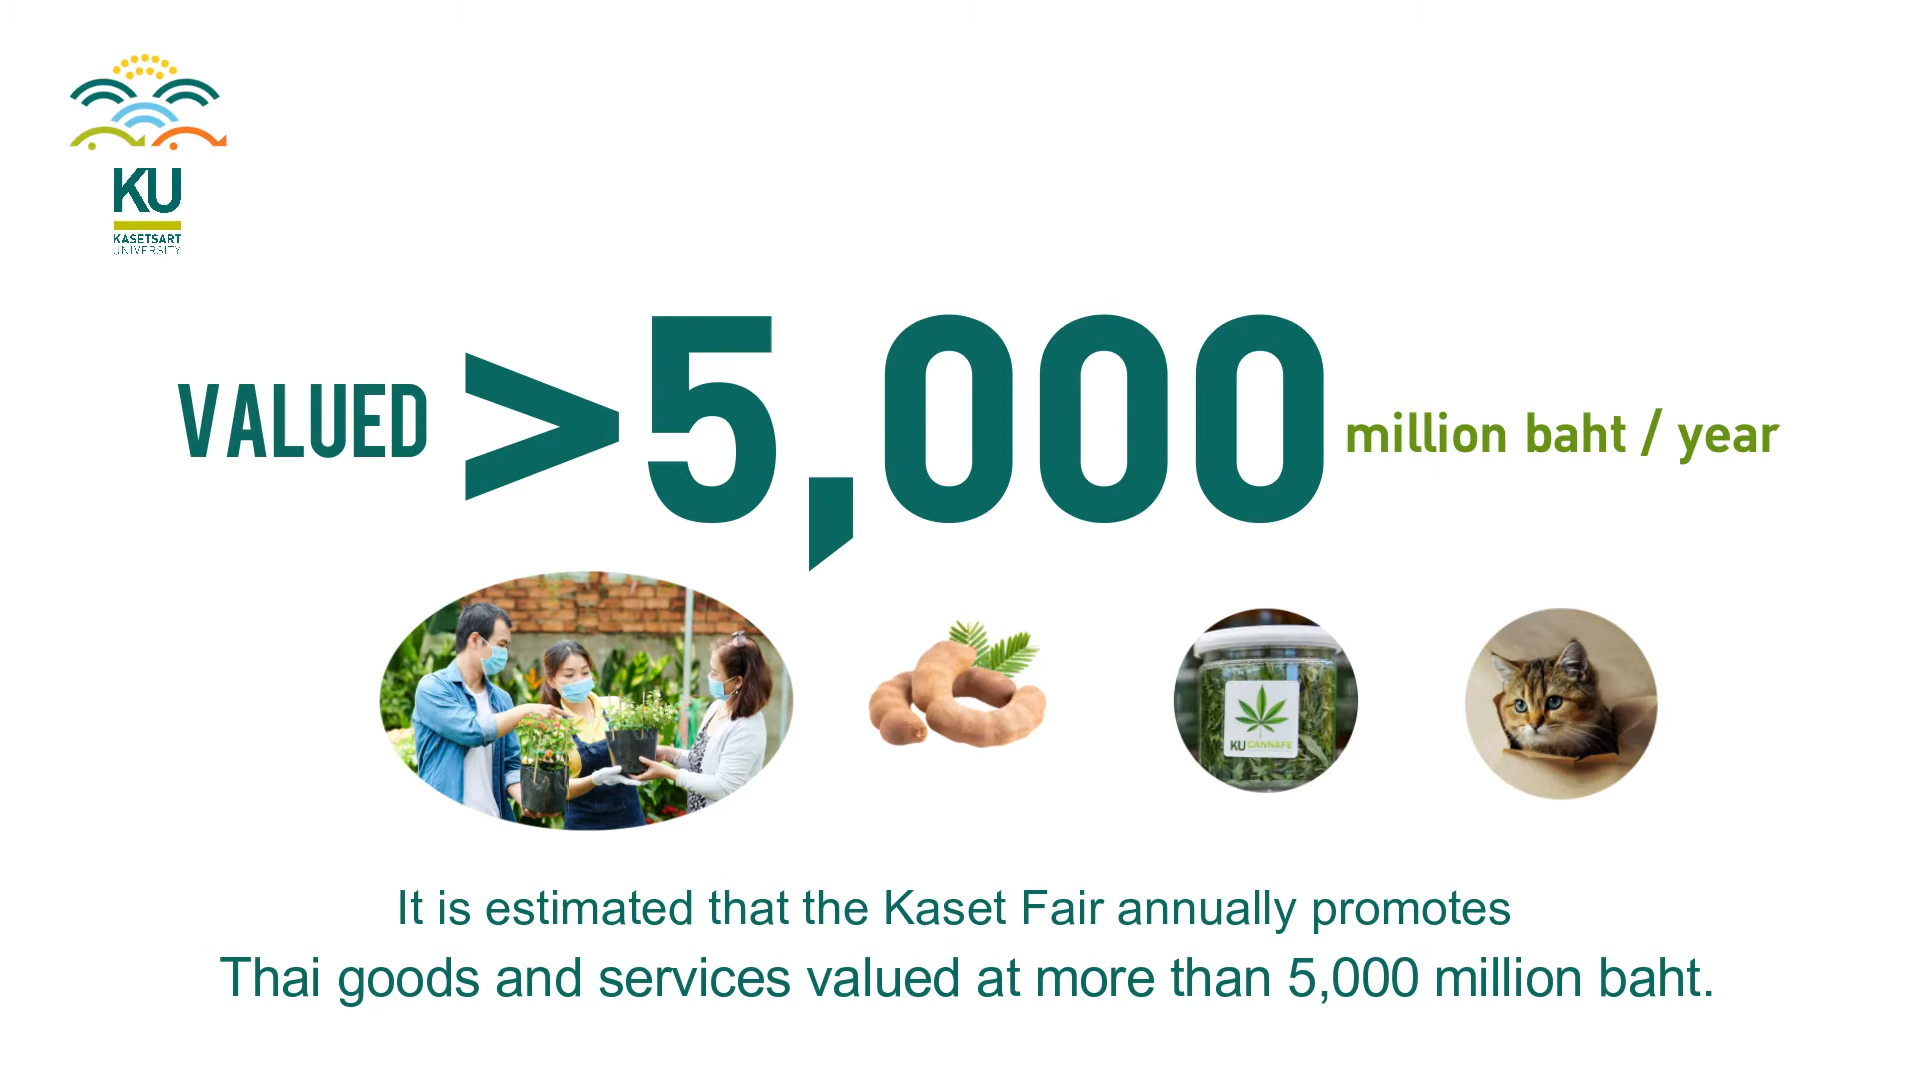 KU
KASETSART
UNIVERSITY
VALUED >5,000 million baht / year
KU CANNAFE
It is estimated that the Kaset Fair annually promotes
Thai goods and services valued at more than 5,000 million baht.